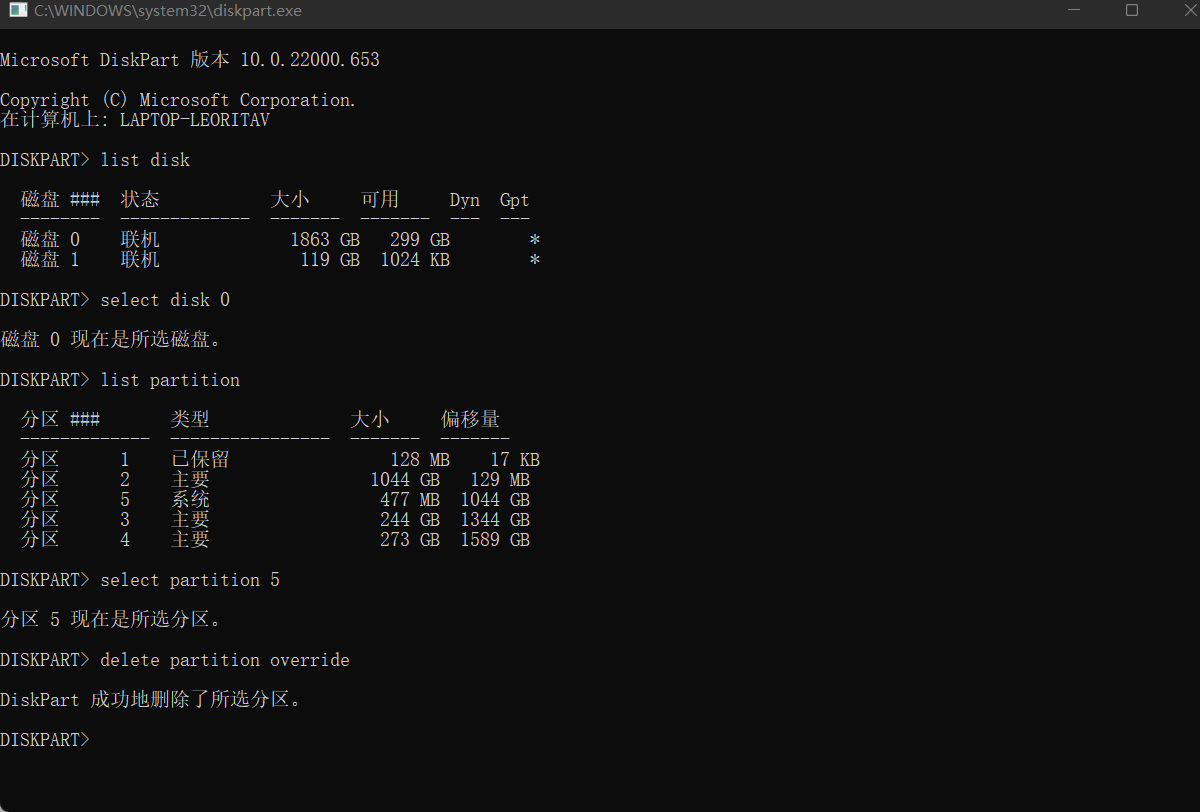 C:\WINDOWS\system32\diskpart.exe
Microsoft DiskPart 版本 10.0.22000.653
Copyright (C) Microsoft Corporation.
在计算机上: LAPTOP-LEORITAV
DISKPART> list disk
磁盘 ### 状态 大小 可用 Dyn Gpt
-------- ------------- ------- ------- --- ---
磁盘 0 联机 1863 GB 299 GB *
磁盘 1 联机 119 GB 1024 KB *
DISKPART> select disk 0
磁盘 0 现在是所选磁盘。
DISKPART> list partition
分区 ### 类型 大小 偏移量
------------- ---------------- ------- -------
分区 1 已保留 128 MB 17 KB
分区 2 主要 1044 GB 129 MB
分区 5 系统 477 MB 1044 GB
分区 3 主要 244 GB 1344 GB
分区 4 主要 273 GB 1589 GB
DISKPART> select partition 5
分区 5 现在是所选分区。
DISKPART> delete partition override
DiskPart 成功地删除了所选分区。
DISKPART>